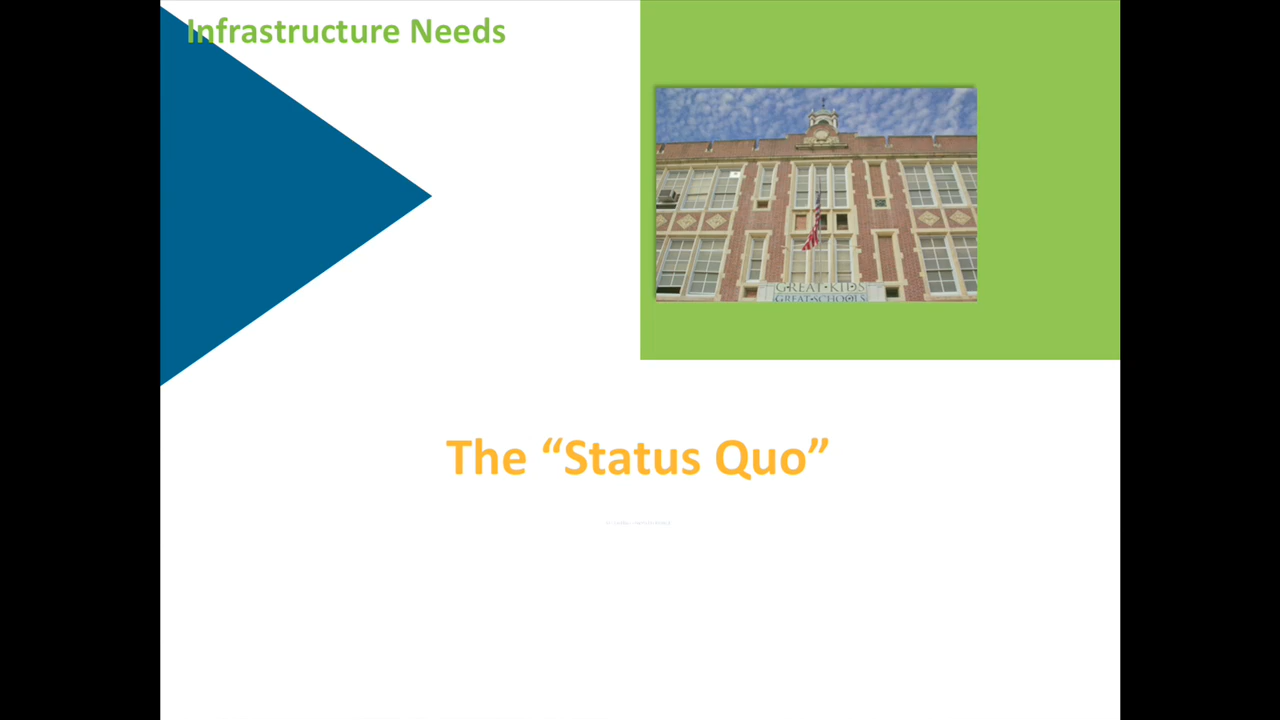 Infrastructure Needs
GREAT•KIDS
GREAT•SCHOOLS
The “Status Quo”